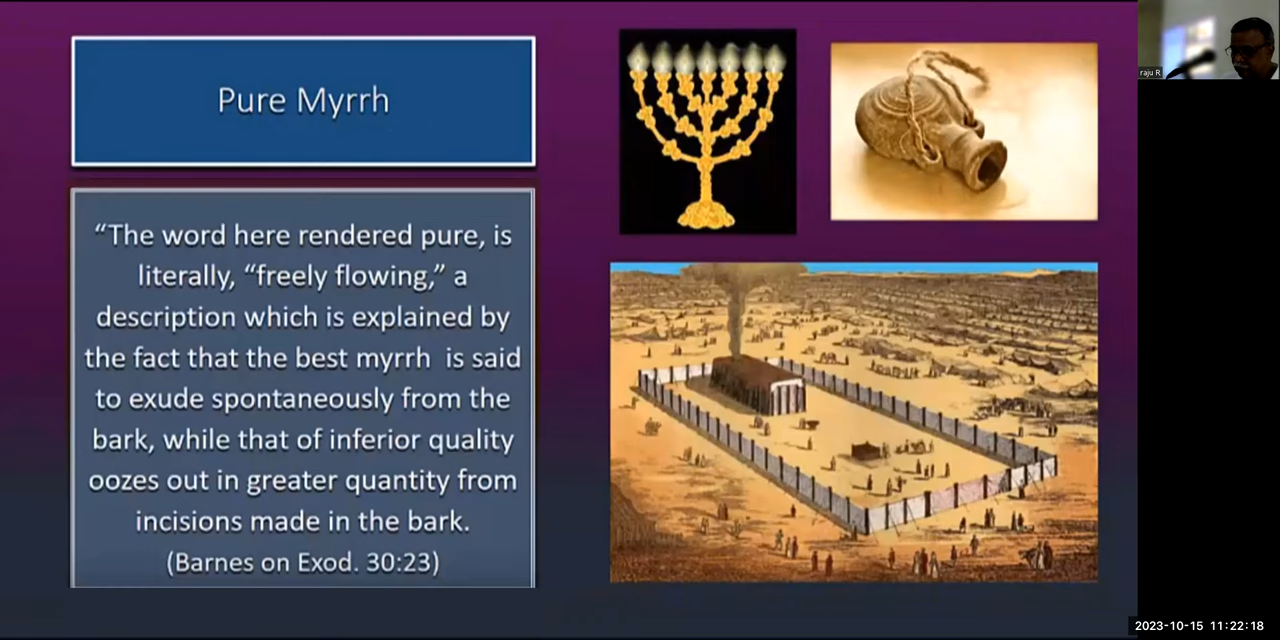 Pure Myrrh
“The word here rendered pure, is
literally, “freely flowing,” a
description which is explained by
the fact that the best myrrh is said
to exude spontaneously from the
bark, while that of inferior quality
oozes out in greater quantity from
incisions made in the bark.
(Barnes on Exod. 30:23)
raju R
2023-10-15 11:22:18